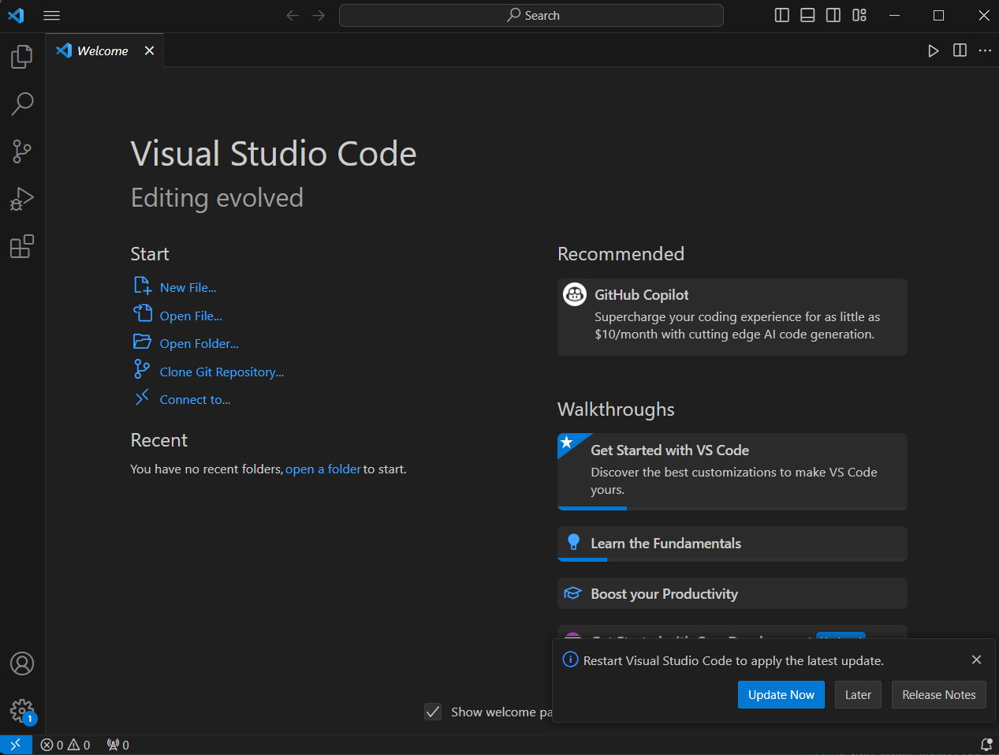 Search
Welcome
Visual Studio Code
Editing evolved
Start
New File...
Open File...
Open Folder...
Clone Git Repository...
Connect to...
Recent
You have no recent folders, open a folder to start.
Recommended
GitHub Copilot
Supercharge your coding experience for as little as
$10/month with cutting edge AI code generation.
Walkthroughs
Get Started with VS Code
Discover the best customizations to make VS Code
yours.
Learn the Fundamentals
Boost your Productivity
Restart Visual Studio Code to apply the latest update.
Update Now
Later
Release Notes
Show welcome pa
1
0 0 0